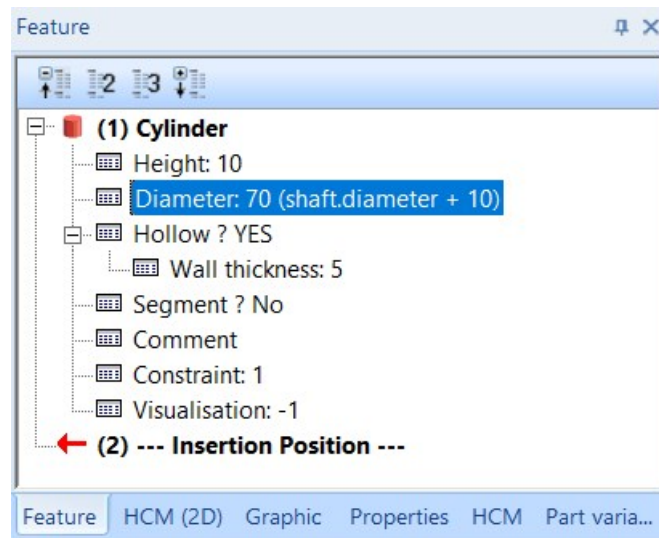 Feature
2 3
(1) Cylinder
Height: 10
Diameter: 70 (shaft.diameter + 10)
Hollow ? YES
Wall thickness: 5
Segment ? No
Comment
Constraint: 1
Visualisation: -1
(2) --- Insertion Position ---
Feature HCM (2D) Graphic Properties HCM Part varia...